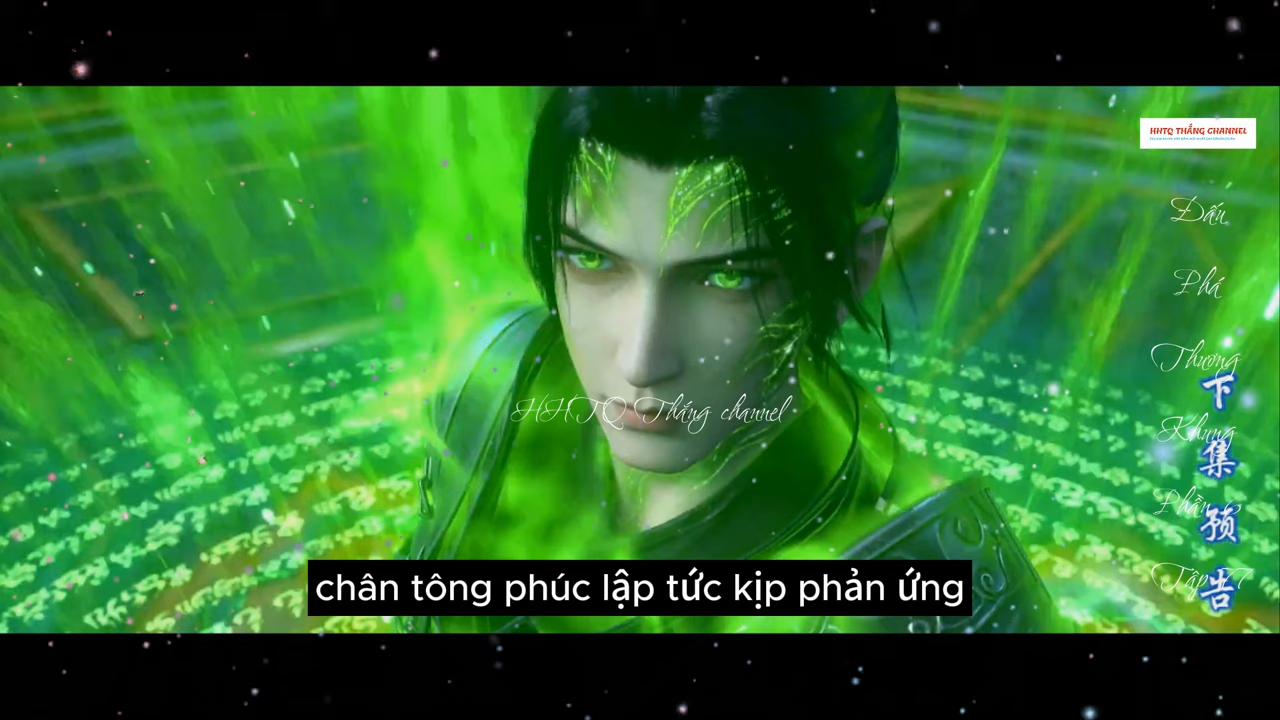 HHTQ THẮNG CHANNEL
Đấu
Phá
Thương
Khung
Phần
Tập
下集预告
HHTQ Thắng channel
chân tông phúc lập tức kịp phản ứng